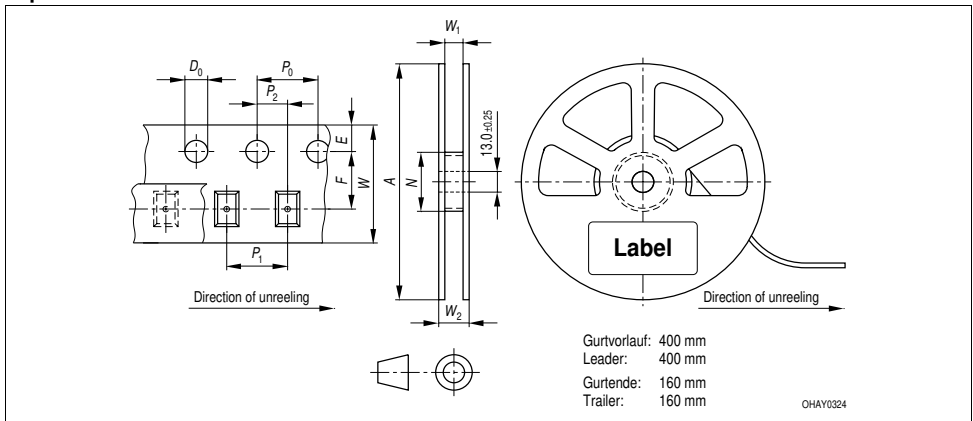 W₁
D₀
P₀
P₂
E
F
W
A
N
13.0 ±0.25
P₁
W₂
Label
Direction of unreeling
Direction of unreeling
Gurtvorlauf: 400 mm
Leader: 400 mm
Gurtende: 160 mm
Trailer: 160 mm
OHAY0324